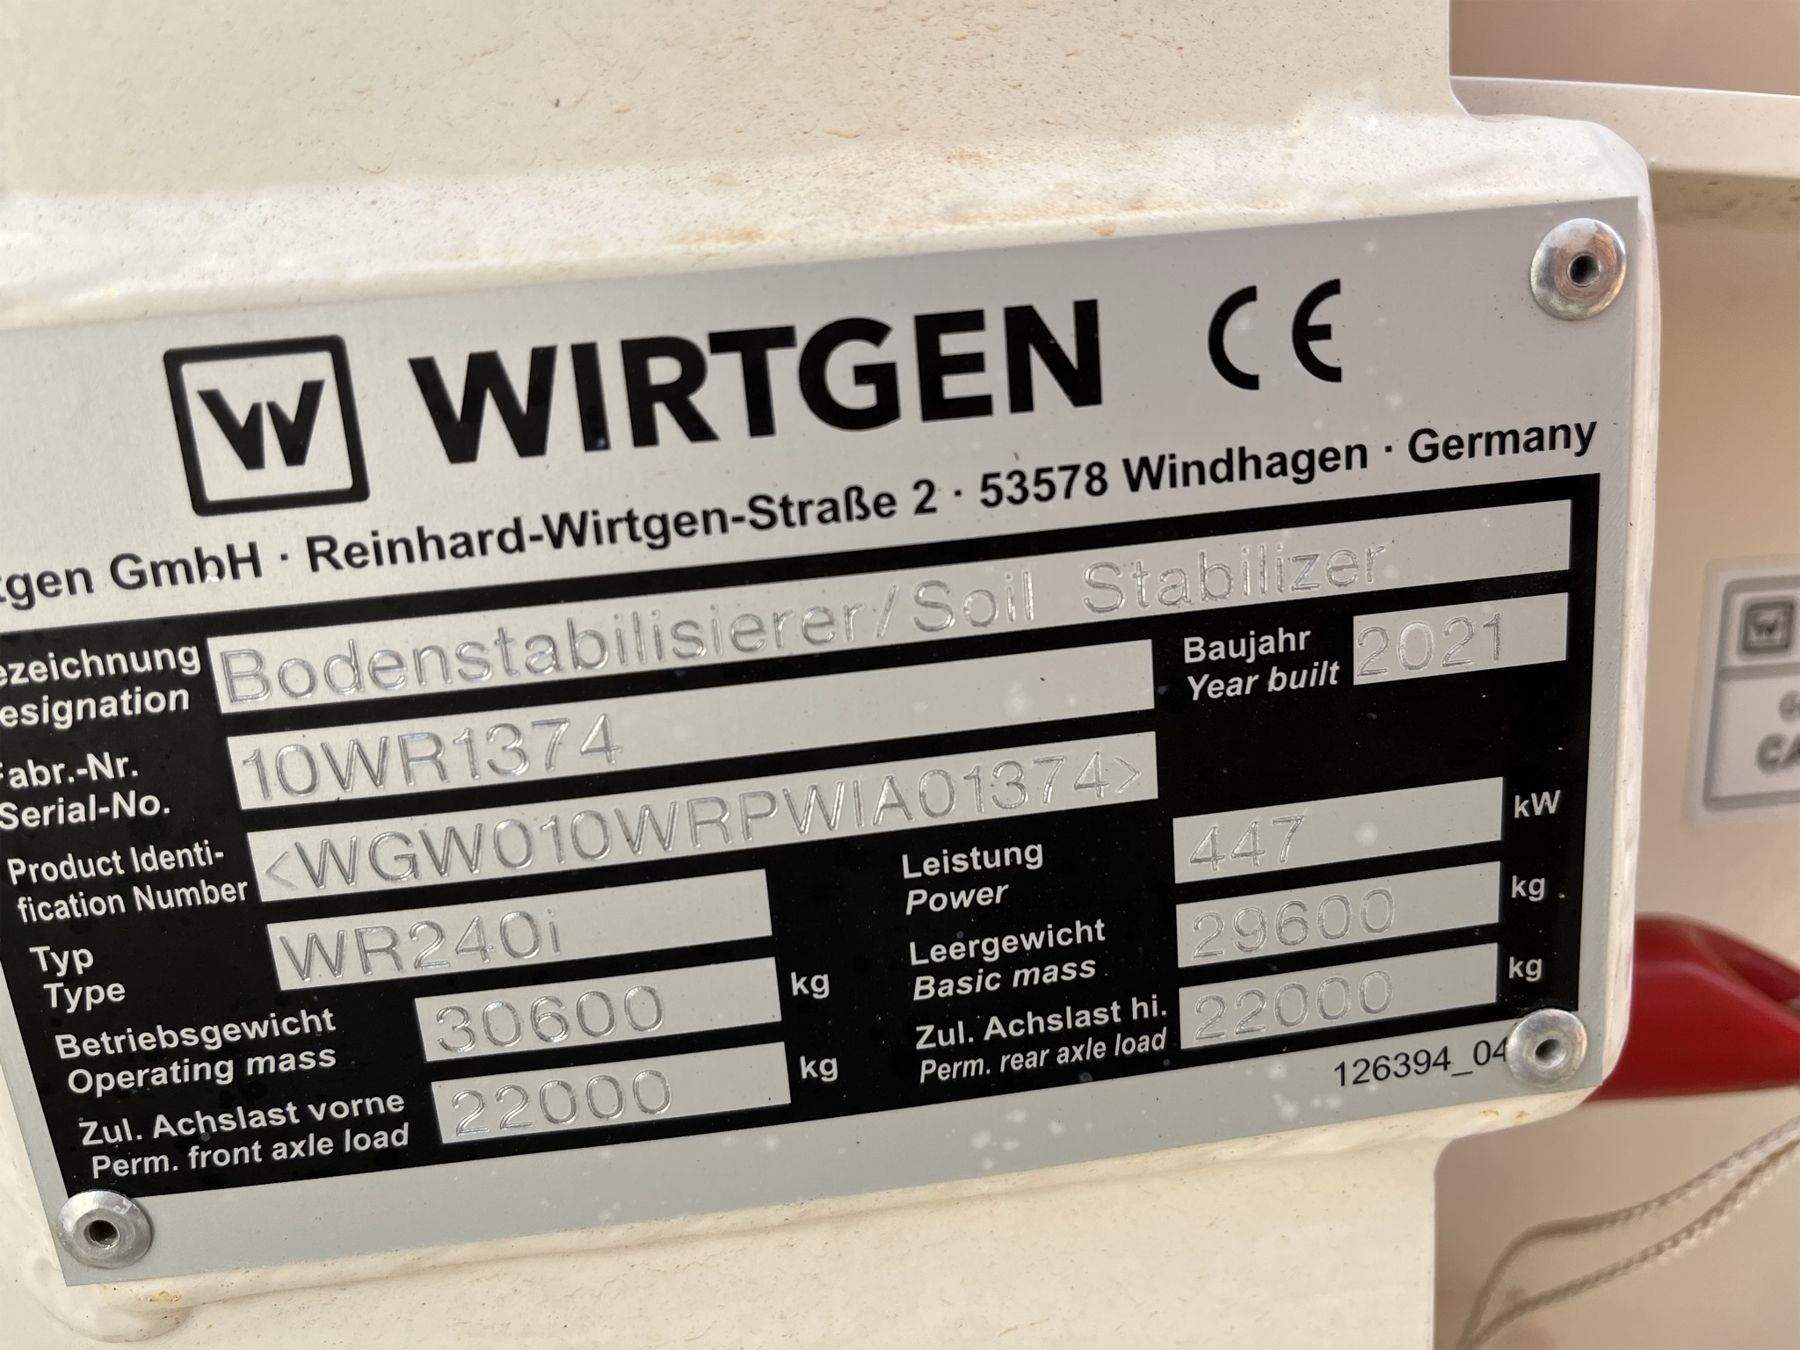 W WIRTGEN CE
tgen GmbH · Reinhard-Wirtgen-Straße 2 · 53578 Windhagen · Germany
ezeichnung
esignation
Bodenstabilisierer/Soil Stabilizer
Fabr.-Nr.
Serial-No.
10WR1374
Baujahr
Year built
2021
Product Identi-
fication Number
<WGW010WRPWIA01374>
Typ
Type
WR240i
Leistung
Power
447 kW
Betriebsgewicht
Operating mass
30600 kg
Leergewicht
Basic mass
29600 kg
Zul. Achslast vorne
Perm. front axle load
22000 kg
Zul. Achslast hi.
Perm. rear axle load
22000 kg
126394_04
W
CA